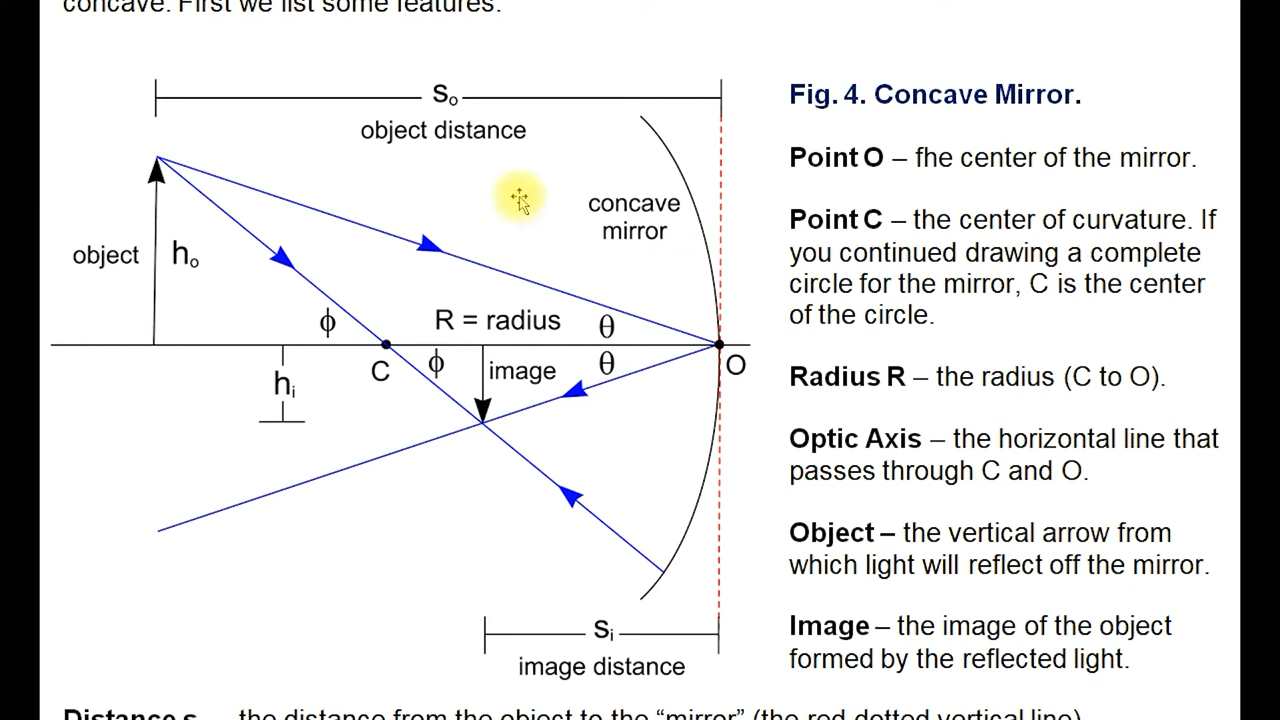 concave. First we list some features.
so
object distance
concave
mirror
object
ho
ϕ
R = radius
θ
C
ϕ
image
θ
O
hi
si
image distance
Fig. 4. Concave Mirror.
Point O – fhe center of the mirror.
Point C – the center of curvature. If
you continued drawing a complete
circle for the mirror, C is the center
of the circle.
Radius R – the radius (C to O).
Optic Axis – the horizontal line that
passes through C and O.
Object – the vertical arrow from
which light will reflect off the mirror.
Image – the image of the object
formed by the reflected light.
Distance s – the distance from the object to the “mirror” (the red dotted vertical line)